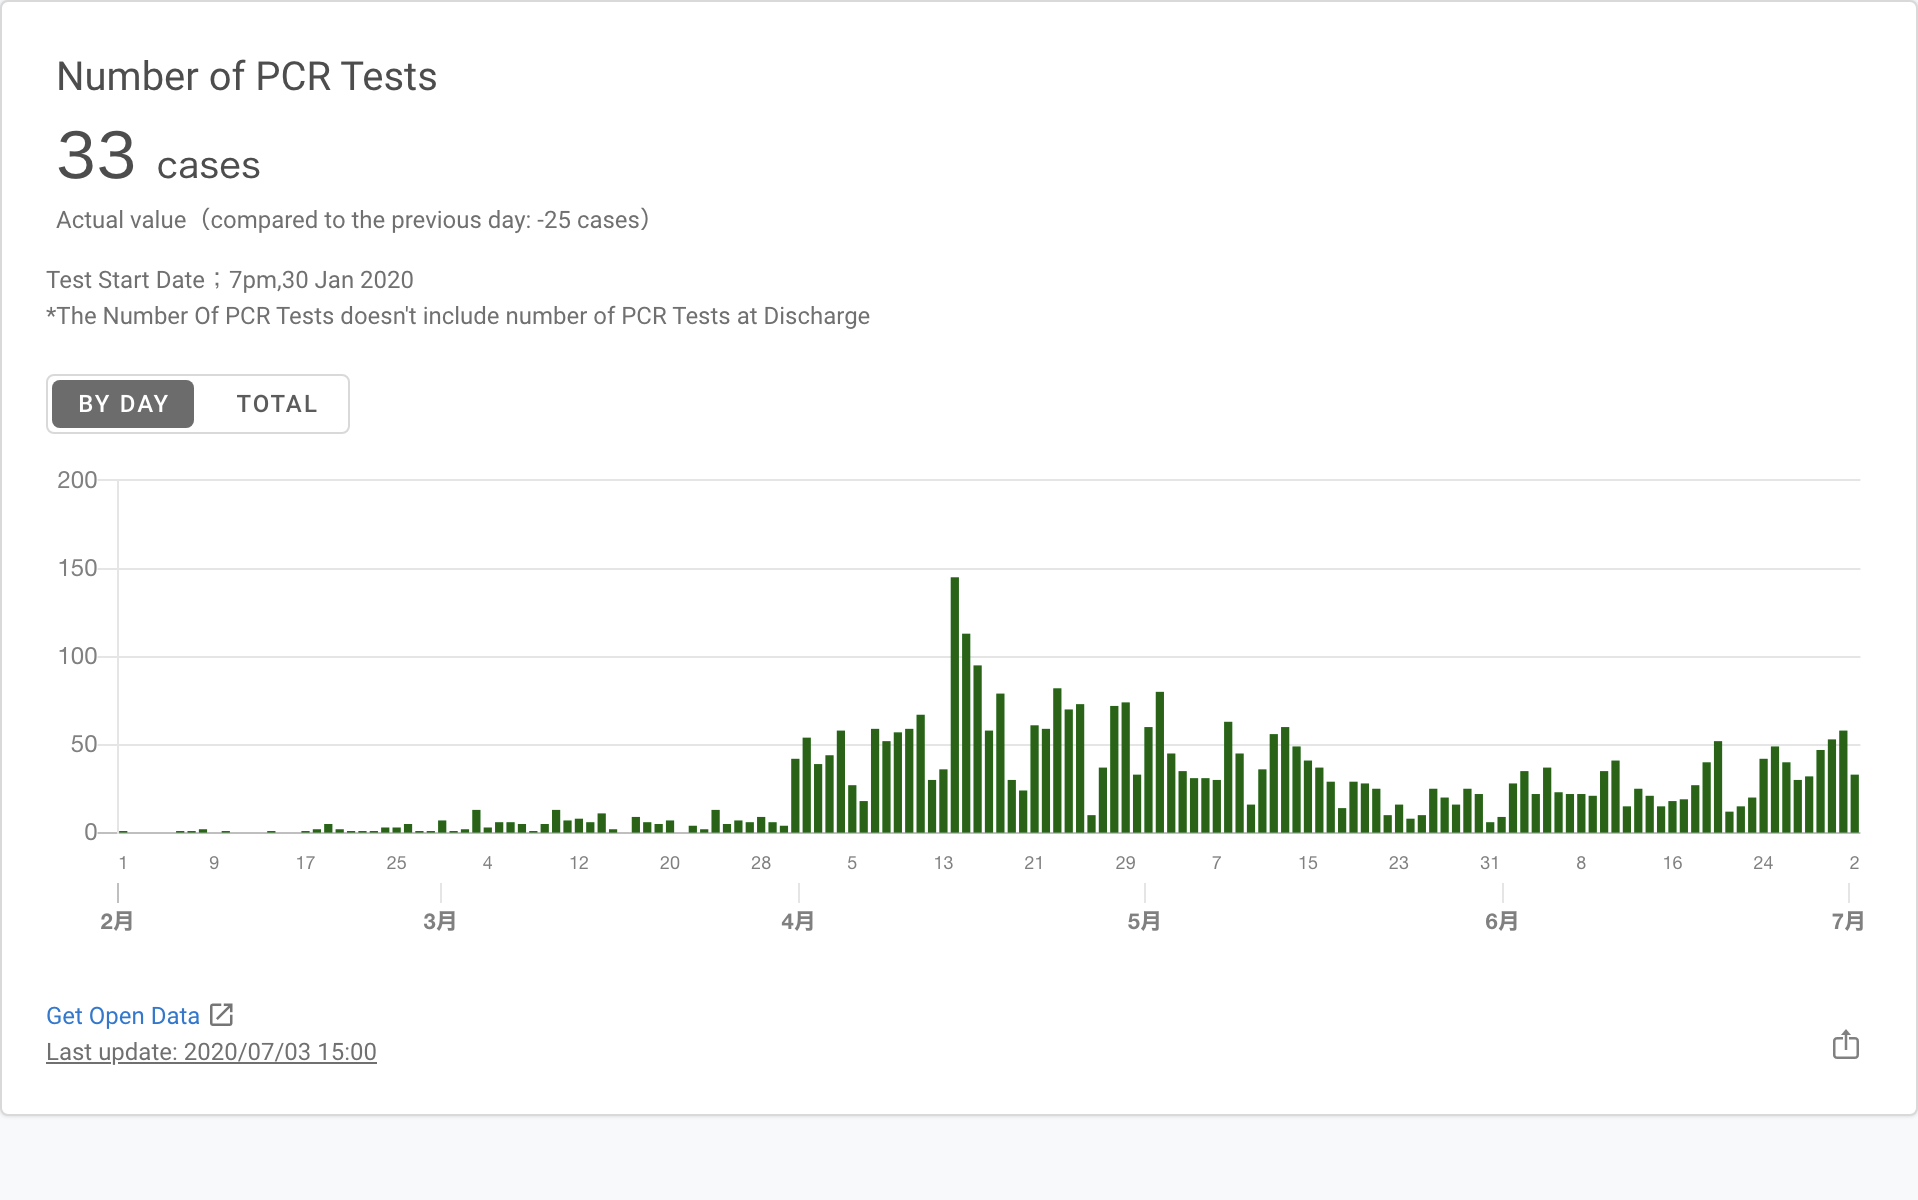 Number of PCR Tests
33 cases
Actual value（compared to the previous day: -25 cases）
Test Start Date；7pm,30 Jan 2020
*The Number Of PCR Tests doesn't include number of PCR Tests at Discharge
BY DAY TOTAL
200
150
100
50
0
1 9 17 25 4 12 20 28 5 13 21 29 7 15 23 31 8 16 24 2
2月 3月 4月 5月 6月 7月
Get Open Data
Last update: 2020/07/03 15:00